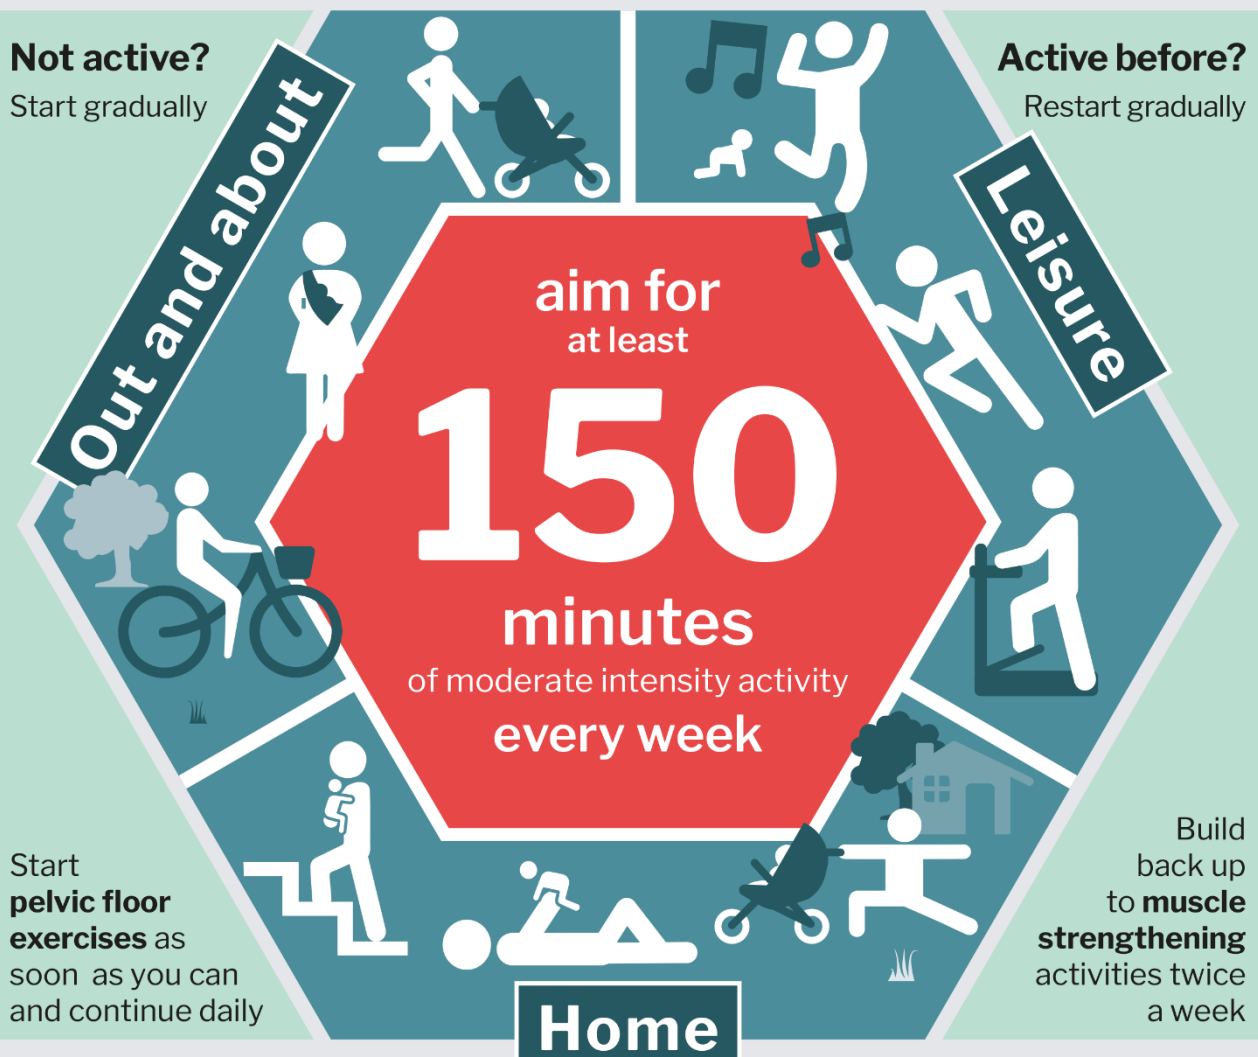 Not active?
Start gradually
Active before?
Restart gradually
Out and about
Leisure
aim for
at least
150
minutes
of moderate intensity activity
every week
Start
pelvic floor
exercises as
soon as you can
and continue daily
Build
back up
to muscle
strengthening
activities twice
a week
Home